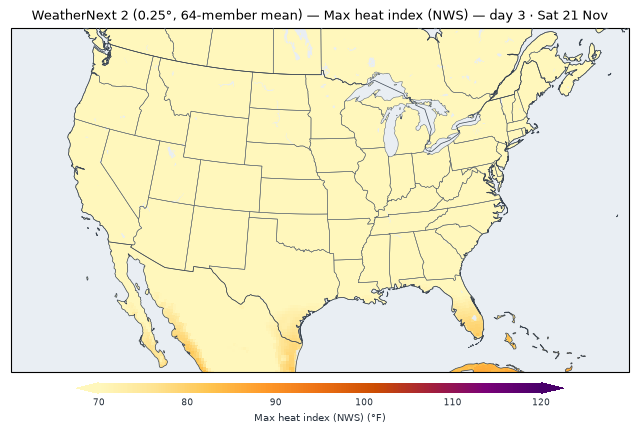 WeatherNext 2 (0.25°, 64-member mean) — Max heat index (NWS) — day 3 · Sat 21 Nov
70 80 90 100 110 120
Max heat index (NWS) (°F)